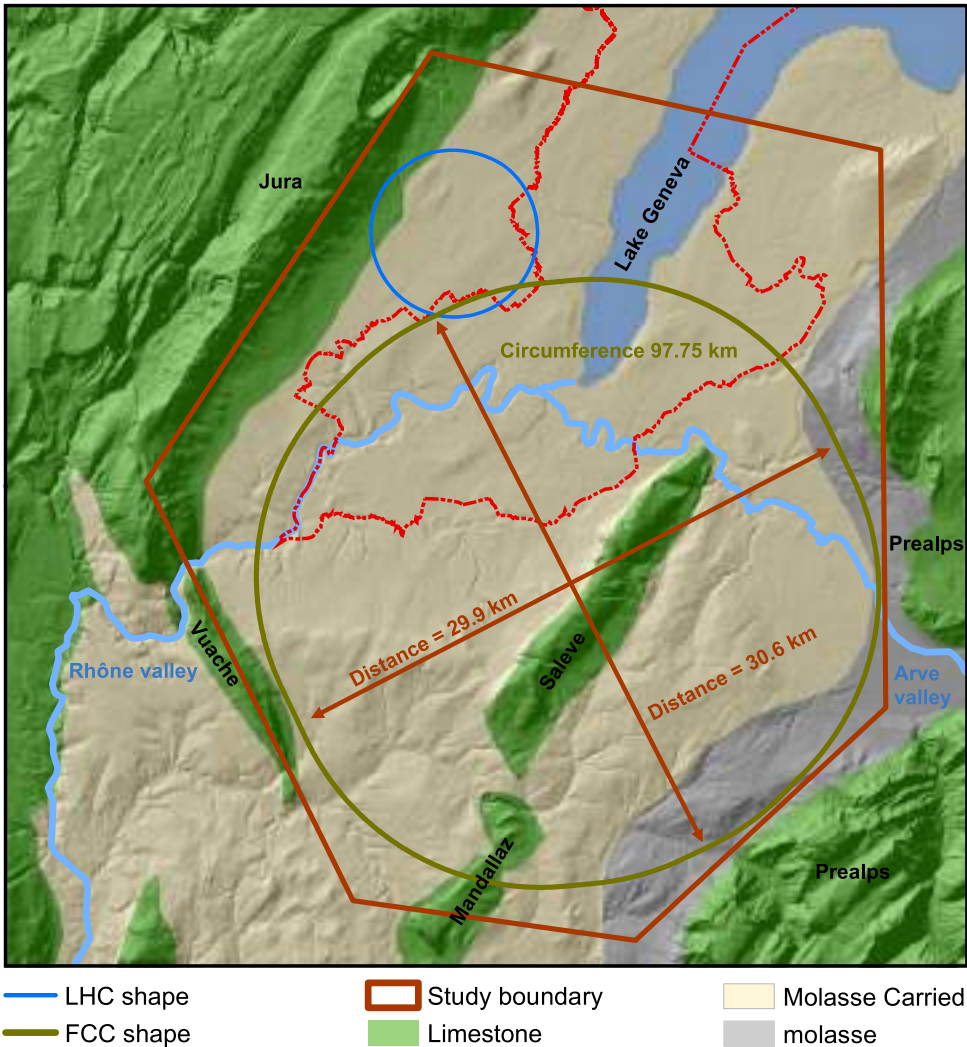 Jura
Lake Geneva
Circumference 97.75 km
Prealps
Distance = 29.9 km
Vuache
Rhône valley
Saleve
Distance = 30.6 km
Arve
valley
Mandallaz
Prealps
LHC shape
Study boundary
Molasse Carried
FCC shape
Limestone
molasse